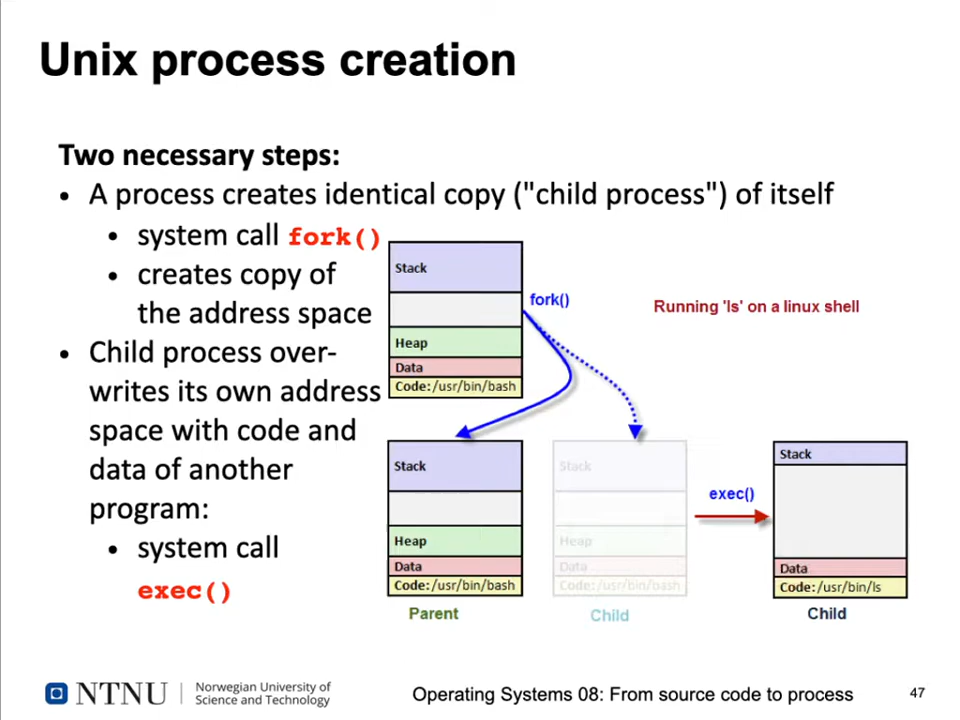 Unix process creation
Two necessary steps:
• A process creates identical copy ("child process") of itself
• system call fork()
• creates copy of
the address space
• Child process over-
writes its own address
space with code and
data of another
program:
• system call
exec()
Stack
Heap
Data
Code:/usr/bin/bash
fork()
Running 'ls' on a linux shell
Stack
Heap
Data
Code:/usr/bin/bash
Parent
Stack
Heap
Data
Code:/usr/bin/bash
Child
exec()
Stack
Data
Code:/usr/bin/ls
Child
NTNU
Norwegian University of
Science and Technology
Operating Systems 08: From source code to process
47